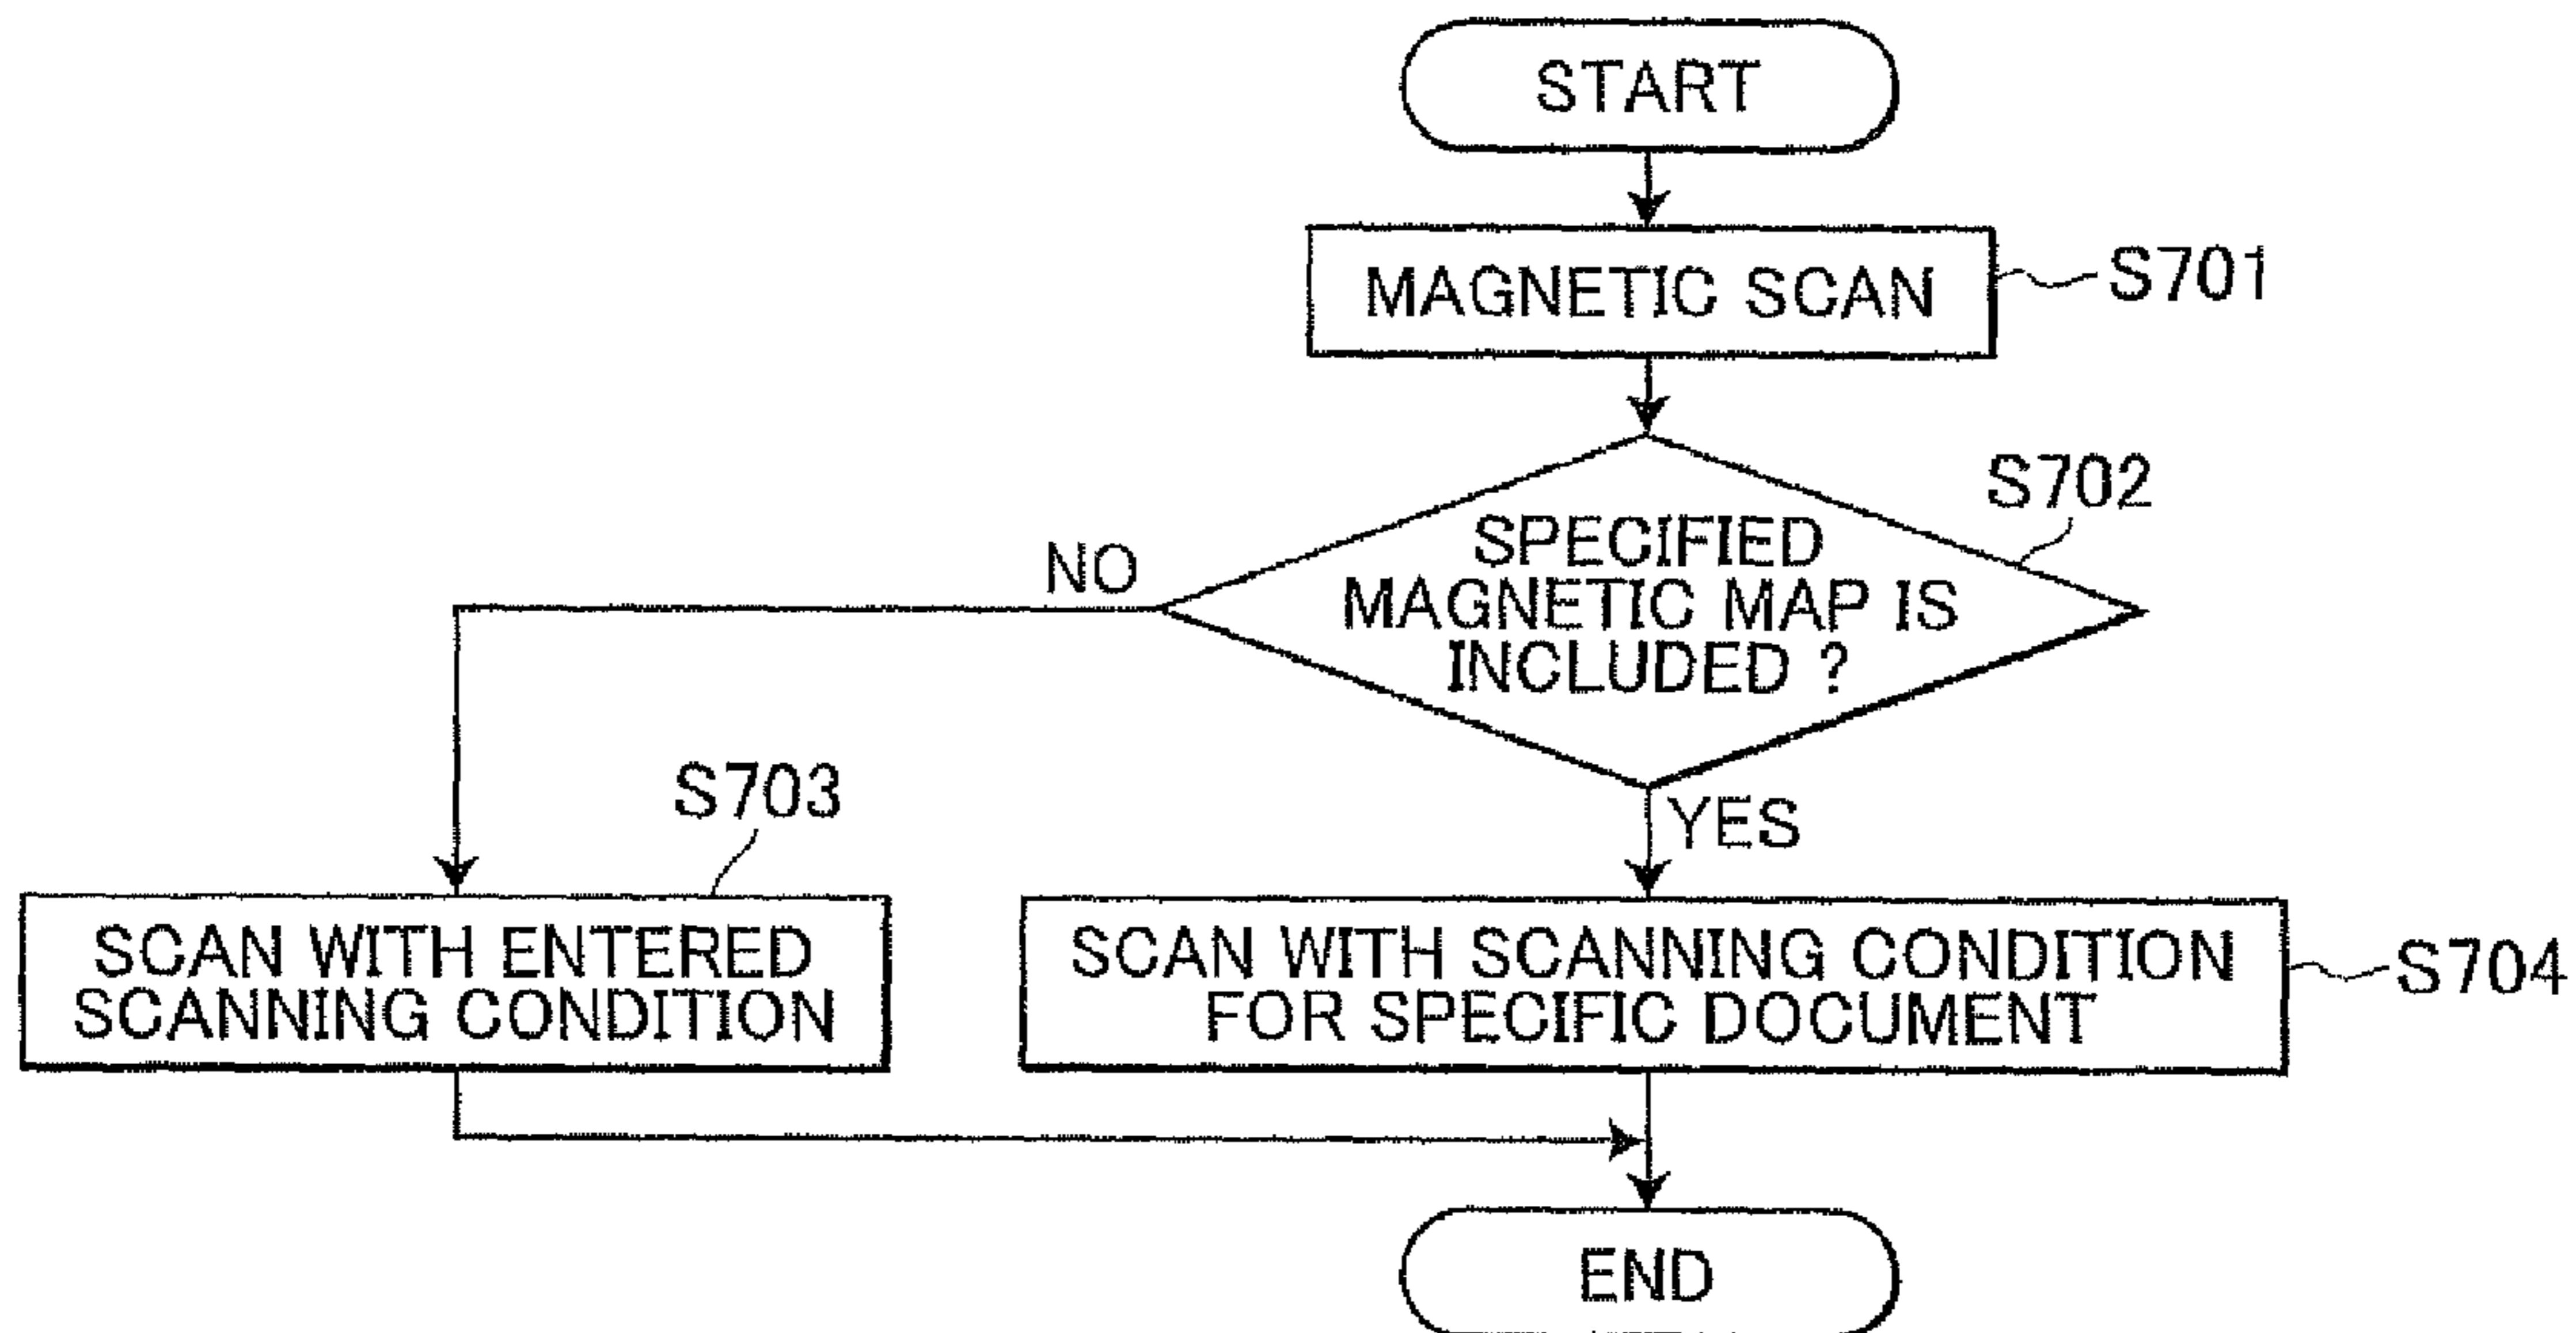 START
MAGNETIC SCAN
S701
S702
SPECIFIED
MAGNETIC MAP IS
INCLUDED ?
NO
YES
S703
SCAN WITH ENTERED
SCANNING CONDITION
SCAN WITH SCANNING CONDITION
FOR SPECIFIC DOCUMENT
S704
END